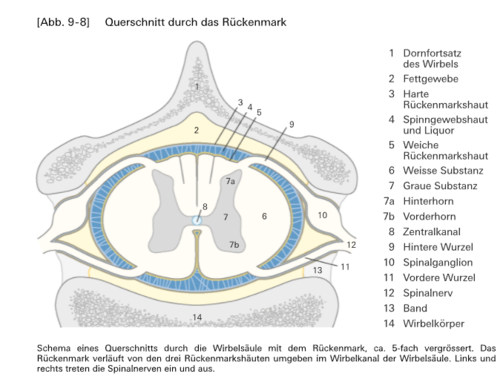 [Abb. 9-8] Querschnitt durch das Rückenmark
1 Dornfortsatz
des Wirbels
2 Fettgewebe
3 Harte
Rückenmarkshaut
4 Spinngewebshaut
und Liquor
5 Weiche
Rückenmarkshaut
6 Weisse Substanz
7 Graue Substanz
7a Hinterhorn
7b Vorderhorn
8 Zentralkanal
9 Hintere Wurzel
10 Spinalganglion
11 Vordere Wurzel
12 Spinalnerv
13 Band
14 Wirbelkörper
1
3
4
5
9
2
7a
8
7
6
10
7b
12
11
13
14
Schema eines Querschnitts durch die Wirbelsäule mit dem Rückenmark, ca. 5-fach vergrössert. Das
Rückenmark verläuft von den drei Rückenmarkshäuten umgeben im Wirbelkanal der Wirbelsäule. Links und
rechts treten die Spinalnerven ein und aus.